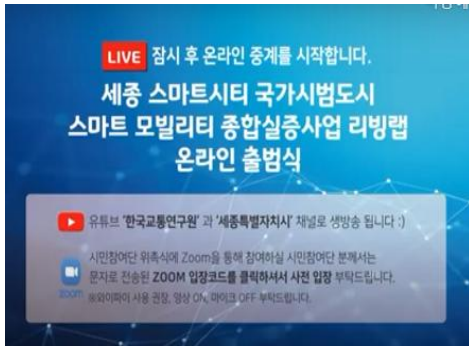 LIVE 잠시 후 온라인 중계를 시작합니다.
세종 스마트시티 국가시범도시
스마트 모빌리티 종합실증사업 리빙랩
온라인 출범식
유튜브 '한국교통연구원' 과 '세종특별자치시' 채널로 생방송 됩니다 :)
시민참여단 위촉식에 Zoom을 통해 참여하실 시민참여단 분께서는
문자로 전송된 ZOOM 입장코드를 클릭하셔서 사전 입장 부탁드립니다.
zoom
※와이파이 사용 권장, 영상 ON, 마이크 OFF 부탁드립니다.